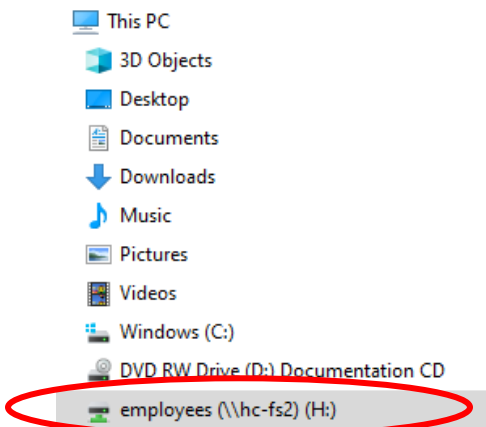 This PC
3D Objects
Desktop
Documents
Downloads
Music
Pictures
Videos
Windows (C:)
DVD RW Drive (D:) Documentation CD
employees (\\hc-fs2) (H:)